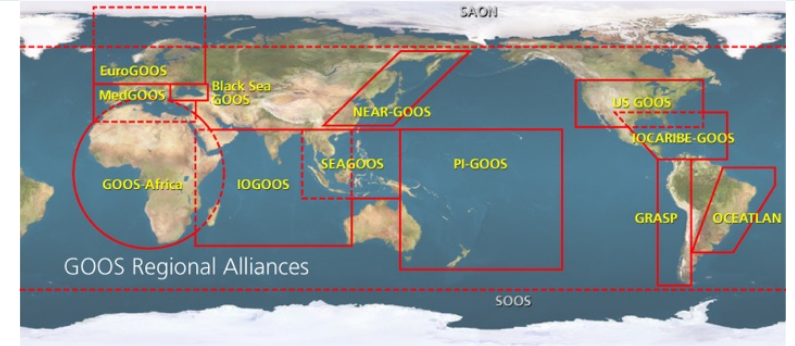 SAON
EuroGOOS
MedGOOS
Black Sea
GOOS
NEAR-GOOS
US GOOS
IOCARIBE-GOOS
GOOS-Africa
IOGOOS
SEAGOOS
PI-GOOS
GRASP
OCEATLAN
GOOS Regional Alliances
SOOS